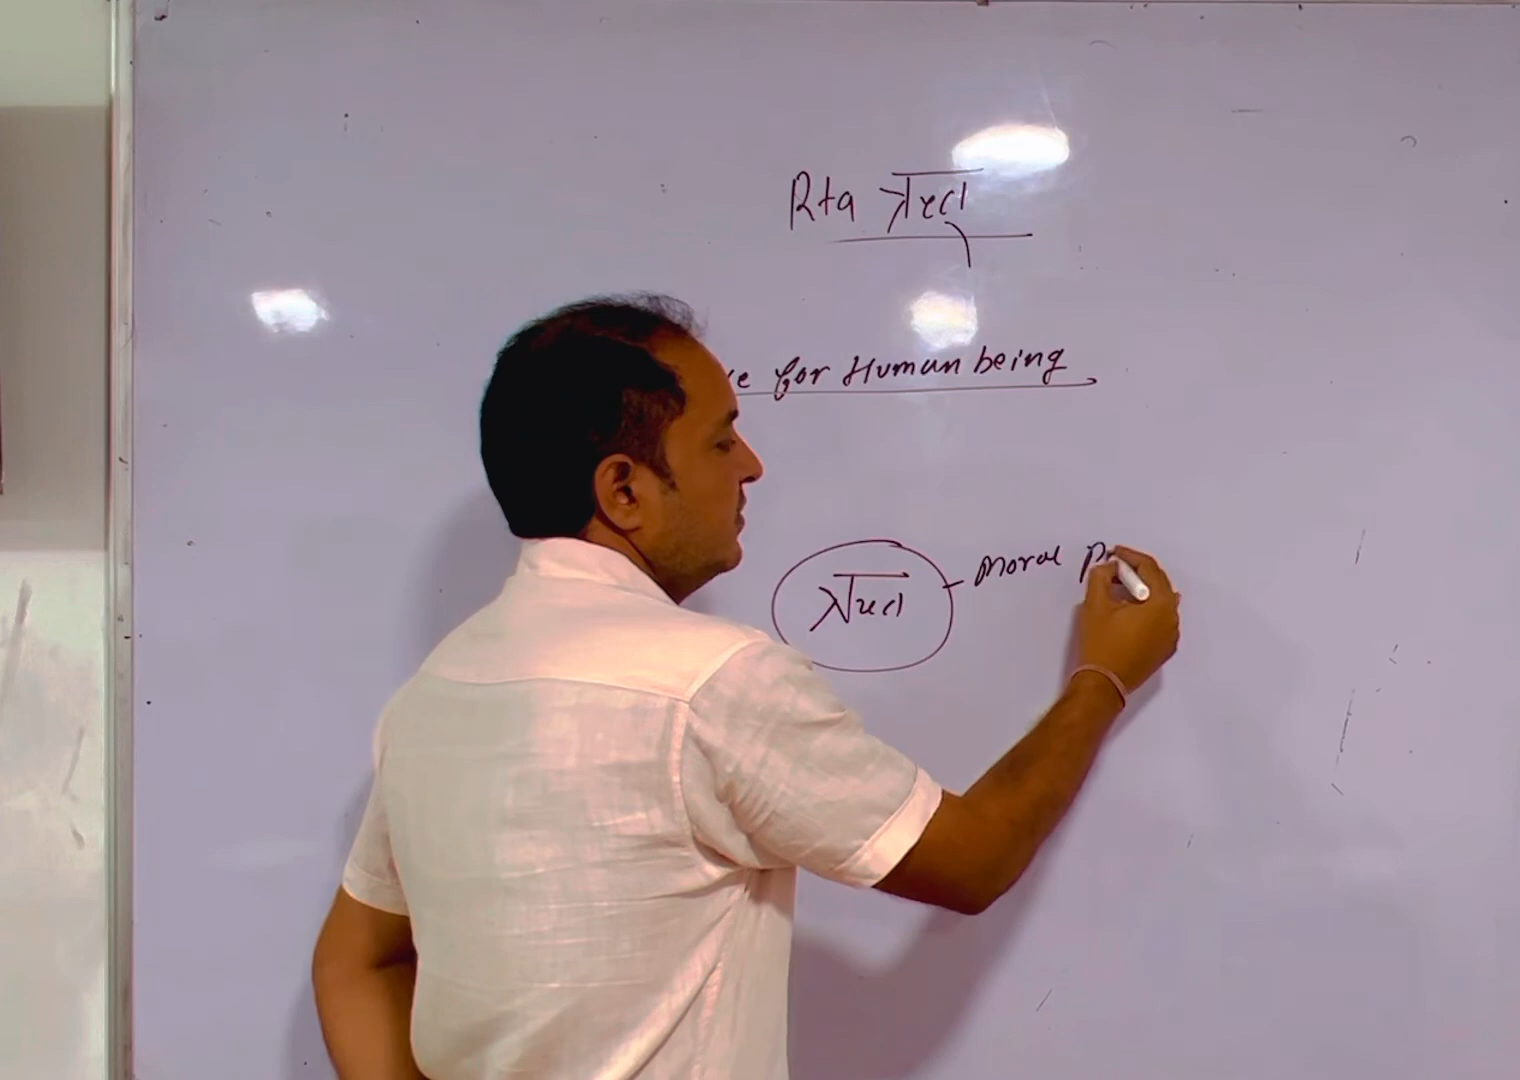 Rta ऋत
for Human being
ऋत - Moral